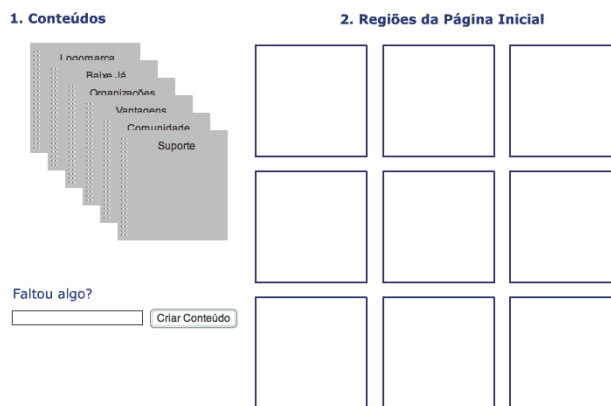 1. Conteúdos
2. Regiões da Página Inicial
Logomarca
Baixe Já
Organizações
Vantagens
Comunidade
Suporte
Faltou algo?
Criar Conteúdo